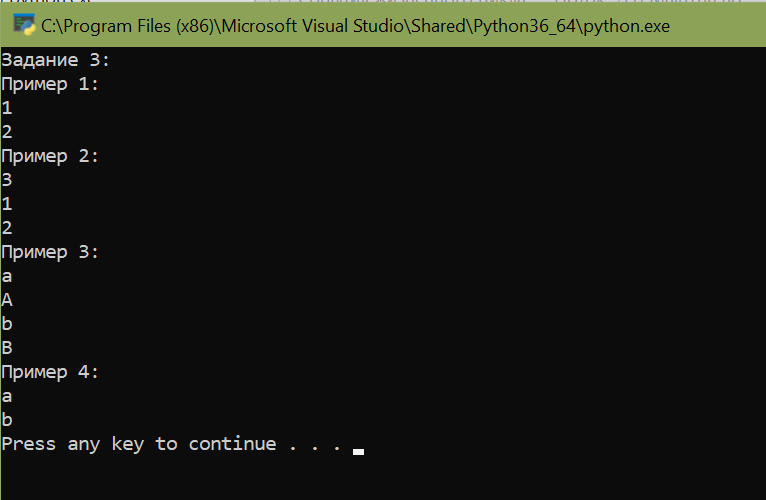 C:\Program Files (x86)\Microsoft Visual Studio\Shared\Python36_64\python.exe
Задание 3:
Пример 1:
1
2
Пример 2:
3
1
2
Пример 3:
a
A
b
B
Пример 4:
a
b
Press any key to continue . . .